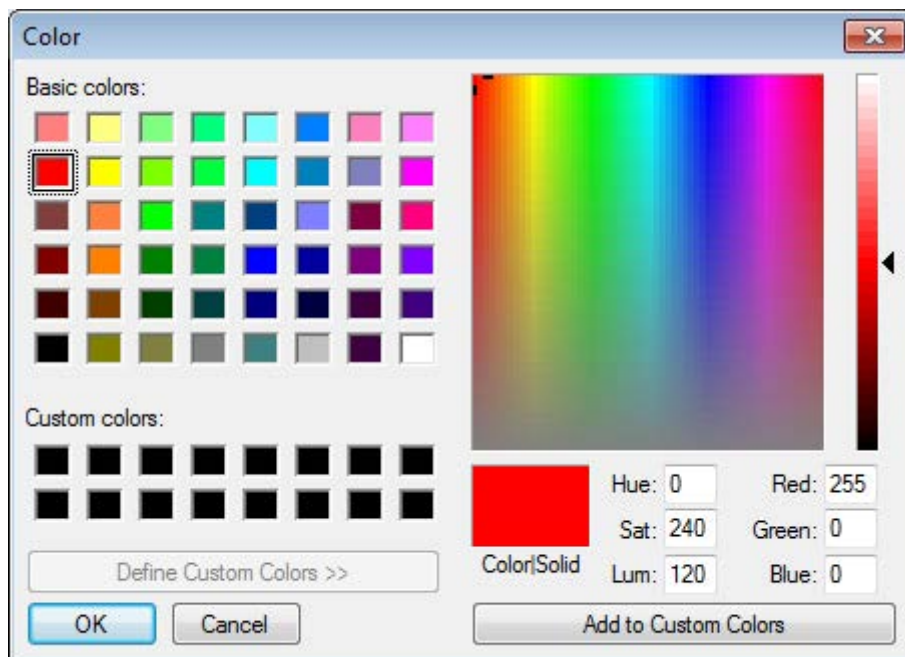 Color
Basic colors:
Custom colors:
Define Custom Colors >>
OK Cancel
Color|Solid
Hue: 0 Red: 255
Sat: 240 Green: 0
Lum: 120 Blue: 0
Add to Custom Colors